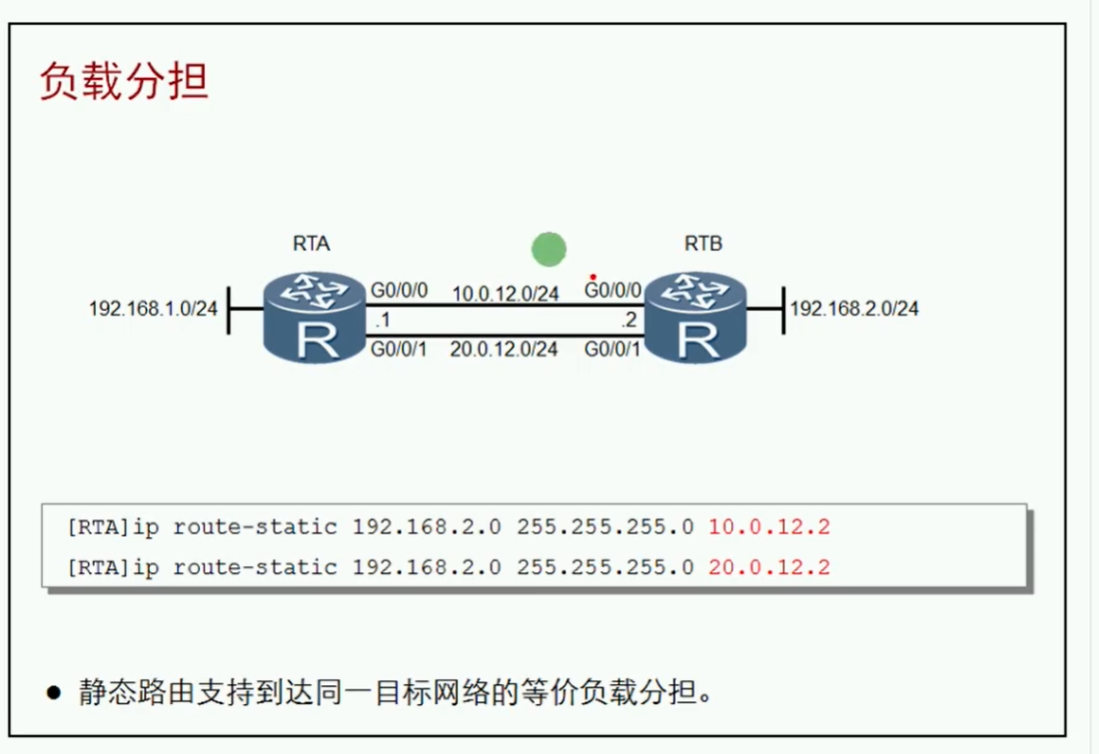 负载分担
RTA
RTB
192.168.1.0/24
G0/0/0
10.0.12.0/24
G0/0/0
192.168.2.0/24
.1
.2
R
R
G0/0/1
20.0.12.0/24
G0/0/1
[RTA]ip route-static 192.168.2.0 255.255.255.0 10.0.12.2
[RTA]ip route-static 192.168.2.0 255.255.255.0 20.0.12.2
● 静态路由支持到达同一目标网络的等价负载分担。